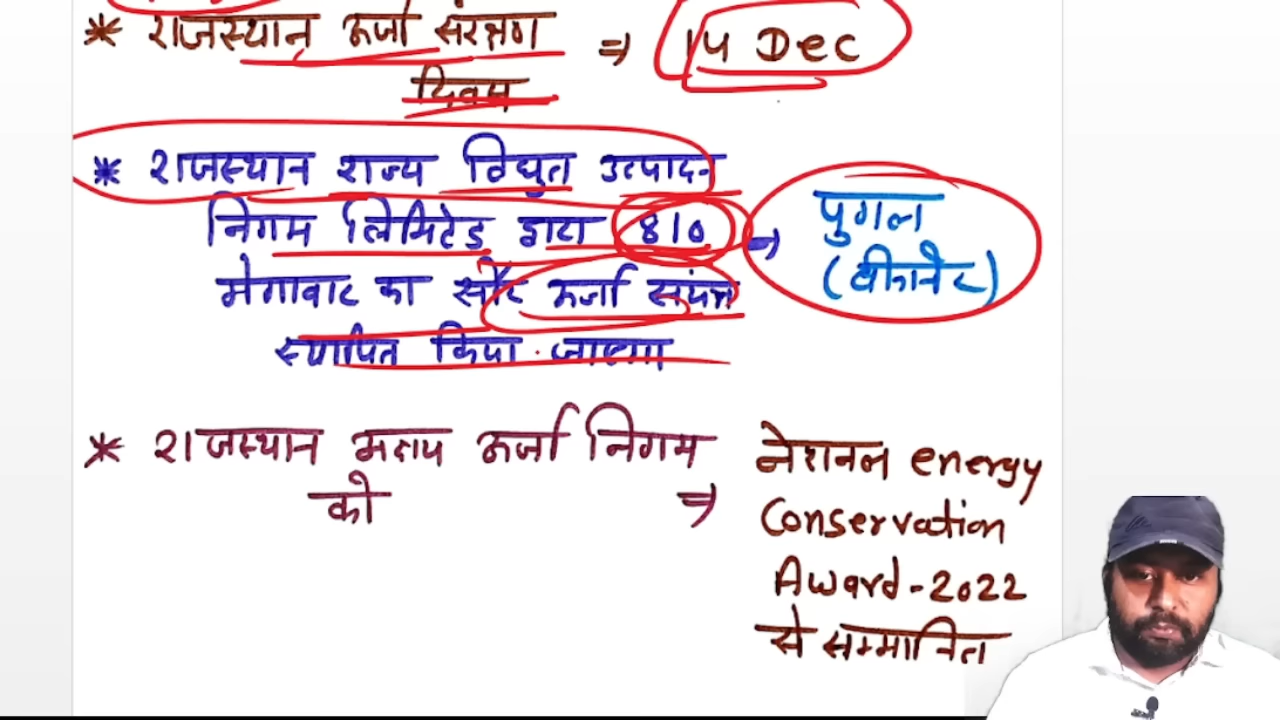 * राजस्थान ऊर्जा संरक्षण ⇒ 14 Dec
दिवस
* राजस्थान राज्य विद्युत उत्पादन
निगम लिमिटेड द्वारा 810 ⇒ पुगल
मेगावाट का सौर ऊर्जा संयंत्र (बीकानेर)
स्थापित किया जाएगा
* राजस्थान अक्षय ऊर्जा निगम नेशनल energy
को ⇒ Conservation
Award-2022
से सम्मानित